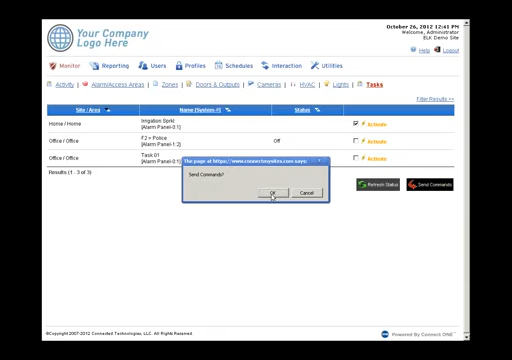 October 26, 2012 12:41 PM
Welcome, Administrator
ELK Demo Site
Your Company
Logo Here
Help Logout
Monitor Reporting Users Profiles Schedules Interaction Utilities
Activity Alarm/Access Areas Zones Doors & Outputs Cameras HVAC Lights Tasks
Filter Results >>
Site / Area Name [System-#] Status
Home / Home Irrigation Sprkl Activate
[Alarm Panel-0:1]
Office / Office F2 = Police Off Activate
[Alarm Panel-1:2]
Office / Office Task 01 Activate
[Alarm Panel-0:1]
Results (1 - 3 of 3)
The page at https://www.connectmysites.com says:
Send Commands?
OK Cancel
Refresh Status Send Commands
©Copyright 2007-2012 Connected Technologies, LLC. All Rights Reserved.
Powered By Connect ONE